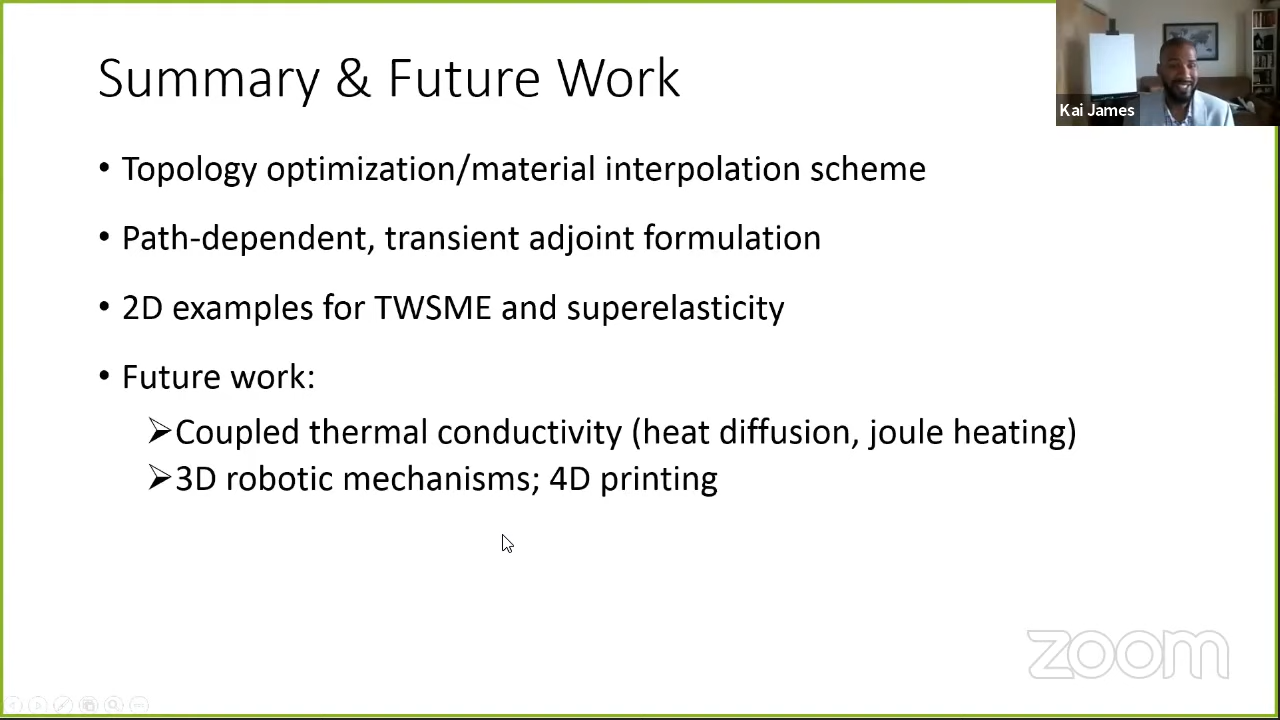 Summary & Future Work
Kai James
• Topology optimization/material interpolation scheme
• Path-dependent, transient adjoint formulation
• 2D examples for TWSME and superelasticity
• Future work:
➢Coupled thermal conductivity (heat diffusion, joule heating)
➢3D robotic mechanisms; 4D printing
zoom